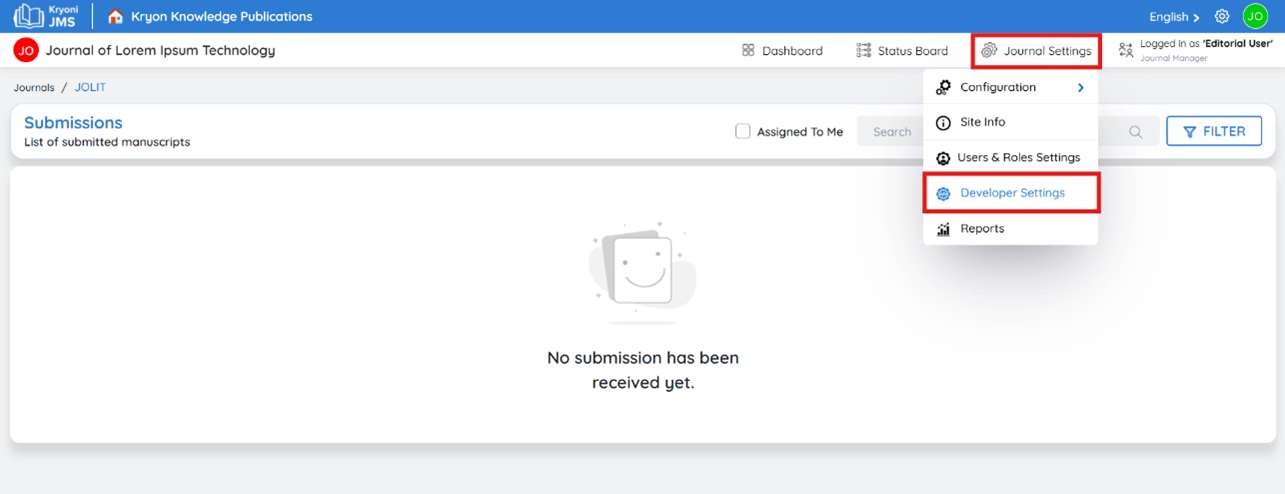 Kryoni
JMS
Kryon Knowledge Publications
English
JO
JO
Journal of Lorem Ipsum Technology
Dashboard
Status Board
Journal Settings
Logged in as 'Editorial User'
Journal Manager
Journals / JOLIT
Configuration
Site Info
Users & Roles Settings
Developer Settings
Reports
Submissions
List of submitted manuscripts
Assigned To Me
Search
FILTER
No submission has been
received yet.